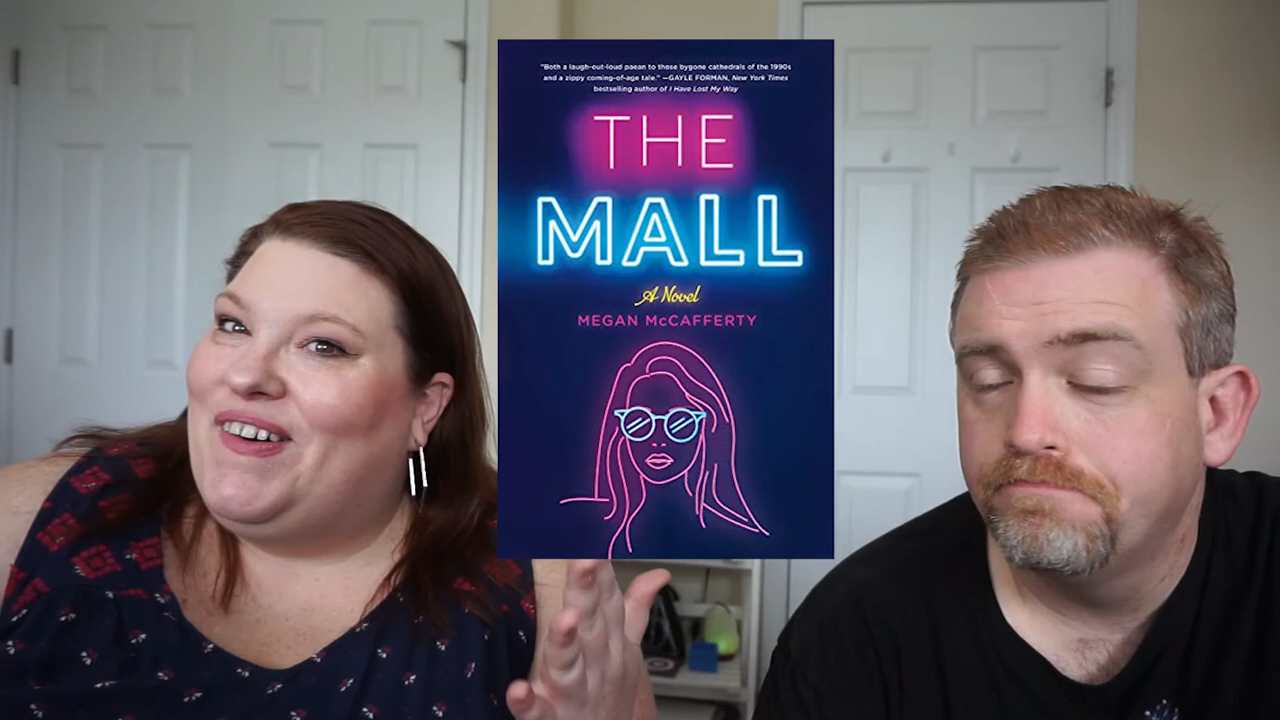 "Both a laugh-out-loud paean to those bygone cathedrals of the 1990s
and a zippy coming-of-age tale." —GAYLE FORMAN, New York Times
bestselling author of I Have Lost My Way
THE
MALL
A Novel
MEGAN McCAFFERTY